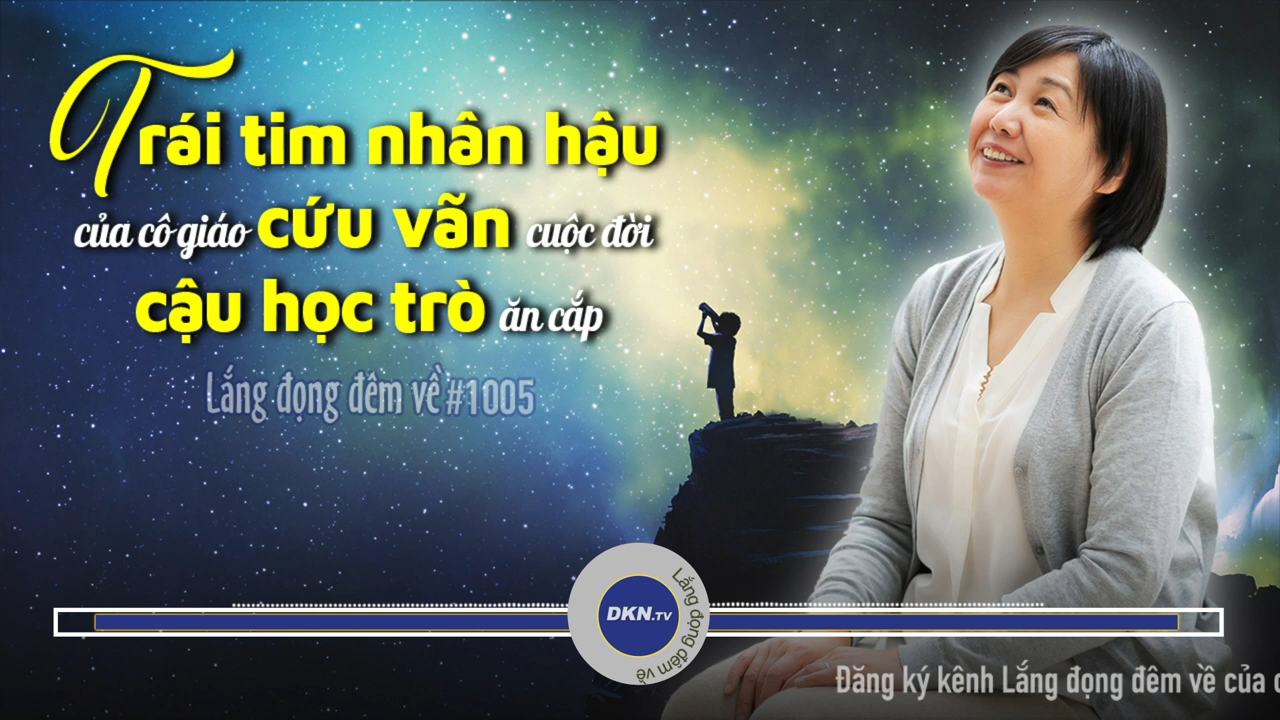 Trái tim nhân hậu
của cô giáo cứu vãn cuộc đời
cậu học trò ăn cắp
Lắng đọng đêm về #1005
DKN.TV
Lắng đọng đêm về
Đăng ký kênh Lắng đọng đêm về của